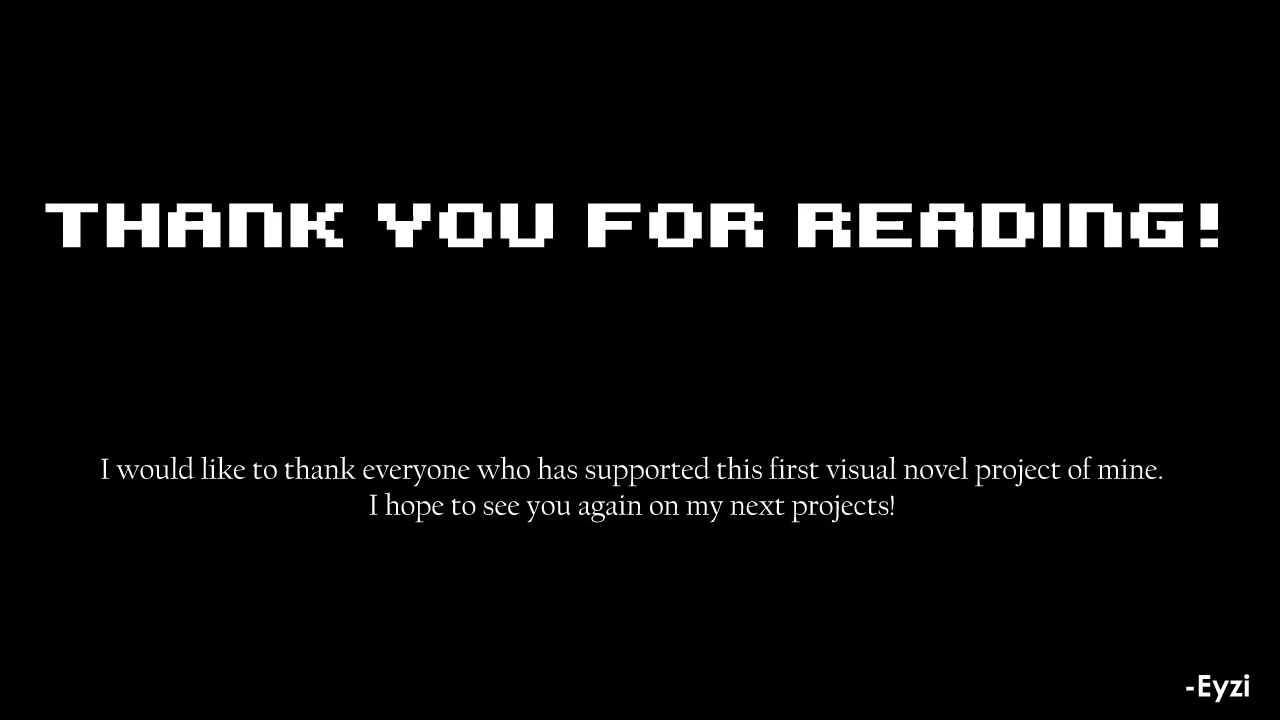 THANK YOU FOR READING!
I would like to thank everyone who has supported this first visual novel project of mine.
I hope to see you again on my next projects!
-Eyzi